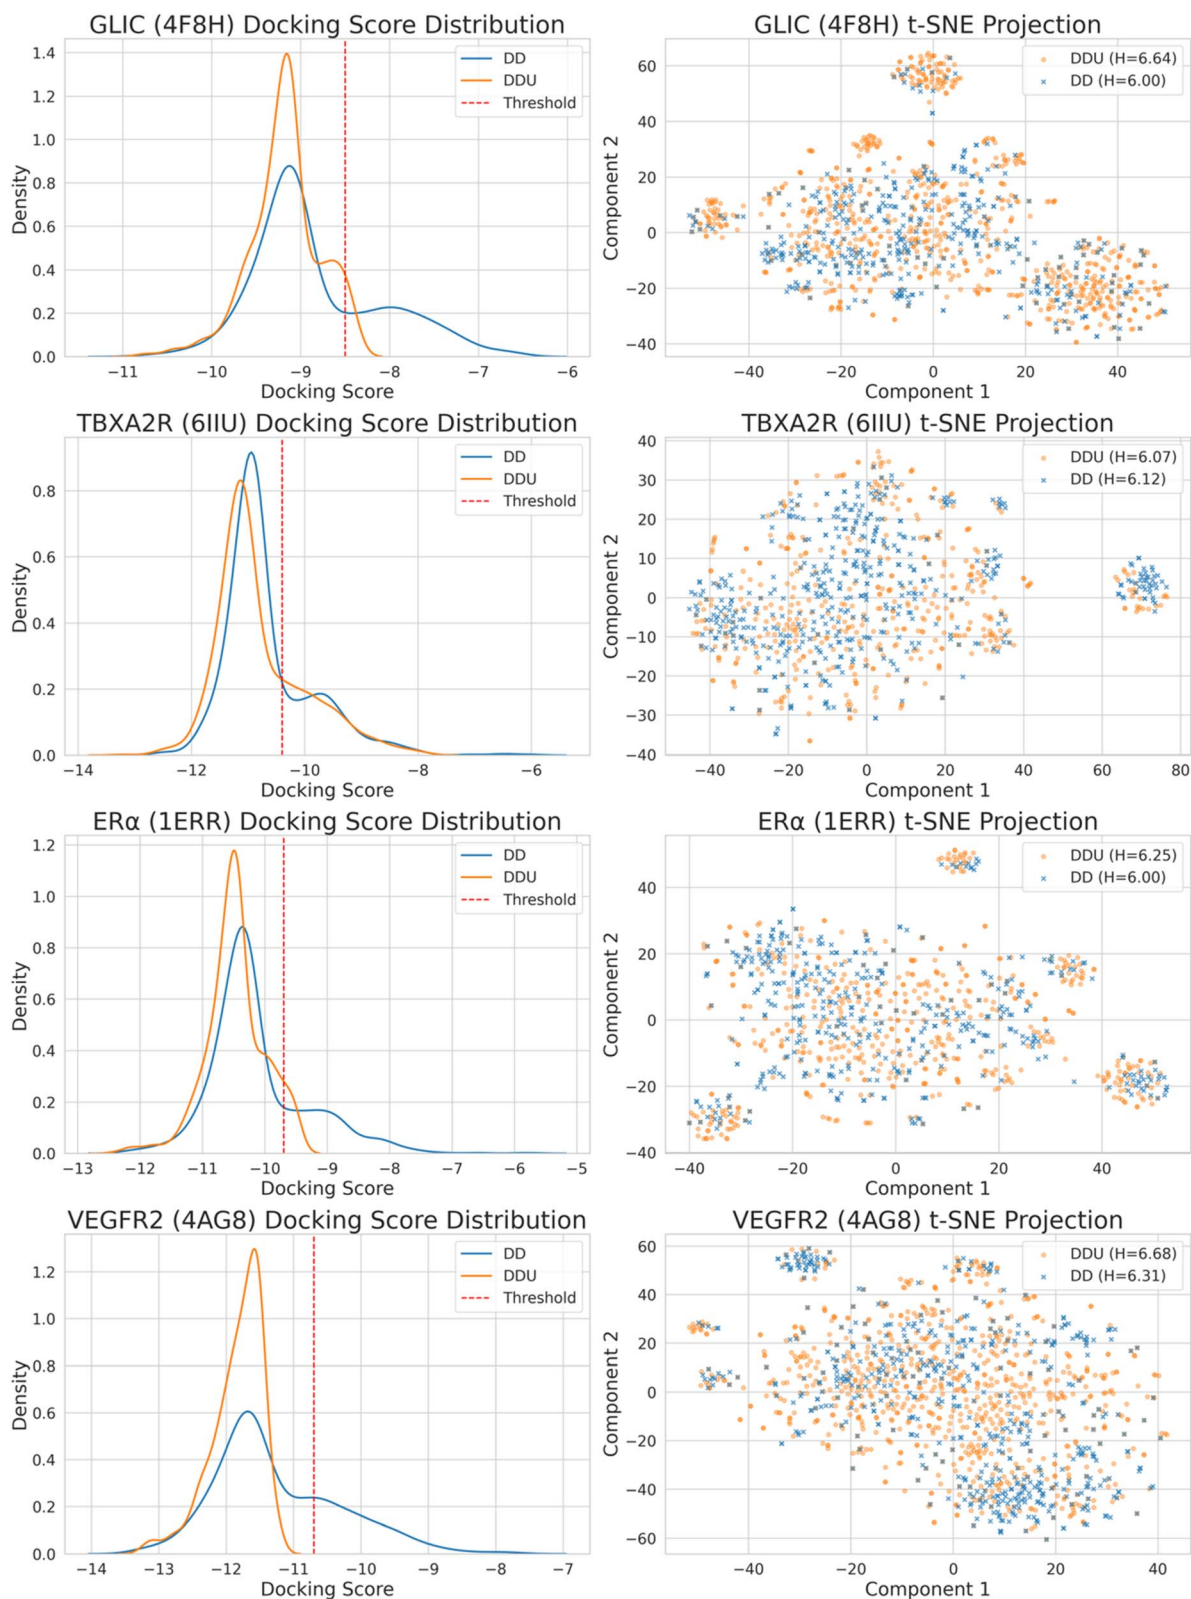 GLIC (4F8H) Docking Score Distribution
DD
DDU
Threshold
1.4
1.2
1.0
0.8
0.6
0.4
0.2
0.0
Density
−11 −10 −9 −8 −7 −6
Docking Score
GLIC (4F8H) t-SNE Projection
DDU (H=6.64)
DD (H=6.00)
60
40
20
0
−20
−40
Component 2
−40 −20 0 20 40
Component 1
TBXA2R (6IIU) Docking Score Distribution
DD
DDU
Threshold
0.8
0.6
0.4
0.2
0.0
Density
−14 −12 −10 −8 −6
Docking Score
TBXA2R (6IIU) t-SNE Projection
DDU (H=6.07)
DD (H=6.12)
40
30
20
10
0
−10
−20
−30
−40
Component 2
−40 −20 0 20 40 60 80
Component 1
ERα (1ERR) Docking Score Distribution
DD
DDU
Threshold
1.2
1.0
0.8
0.6
0.4
0.2
0.0
Density
−13 −12 −11 −10 −9 −8 −7 −6 −5
Docking Score
ERα (1ERR) t-SNE Projection
DDU (H=6.25)
DD (H=6.00)
40
20
0
−20
−40
Component 2
−40 −20 0 20 40
Component 1
VEGFR2 (4AG8) Docking Score Distribution
DD
DDU
Threshold
1.2
1.0
0.8
0.6
0.4
0.2
0.0
Density
−14 −13 −12 −11 −10 −9 −8 −7
Docking Score
VEGFR2 (4AG8) t-SNE Projection
DDU (H=6.68)
DD (H=6.31)
60
40
20
0
−20
−40
−60
Component 2
−40 −20 0 20 40
Component 1